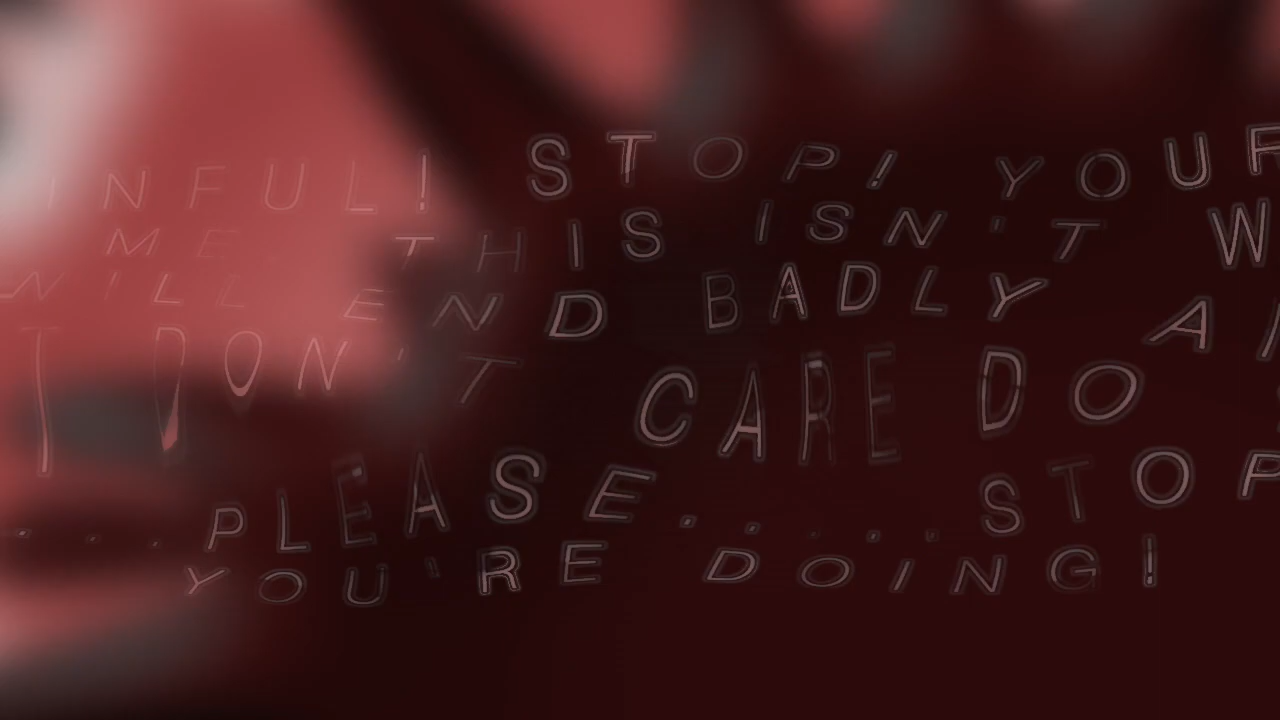 INFUL! STOP! YOUR
ME. THIS ISN'T W
WILL END BADLY
I DON'T CARE DO
...PLEASE..... STOP
YOU'RE DOING!